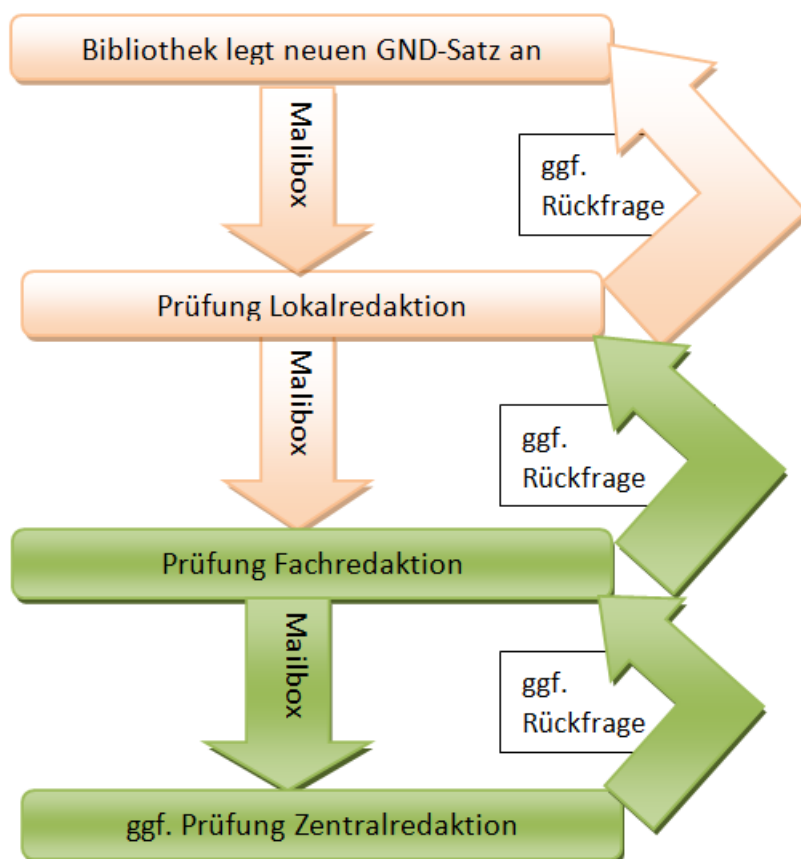 Bibliothek legt neuen GND-Satz an
Malibox
ggf.
Rückfrage
Prüfung Lokalredaktion
Malibox
ggf.
Rückfrage
Prüfung Fachredaktion
Mailbox
ggf.
Rückfrage
ggf. Prüfung Zentralredaktion